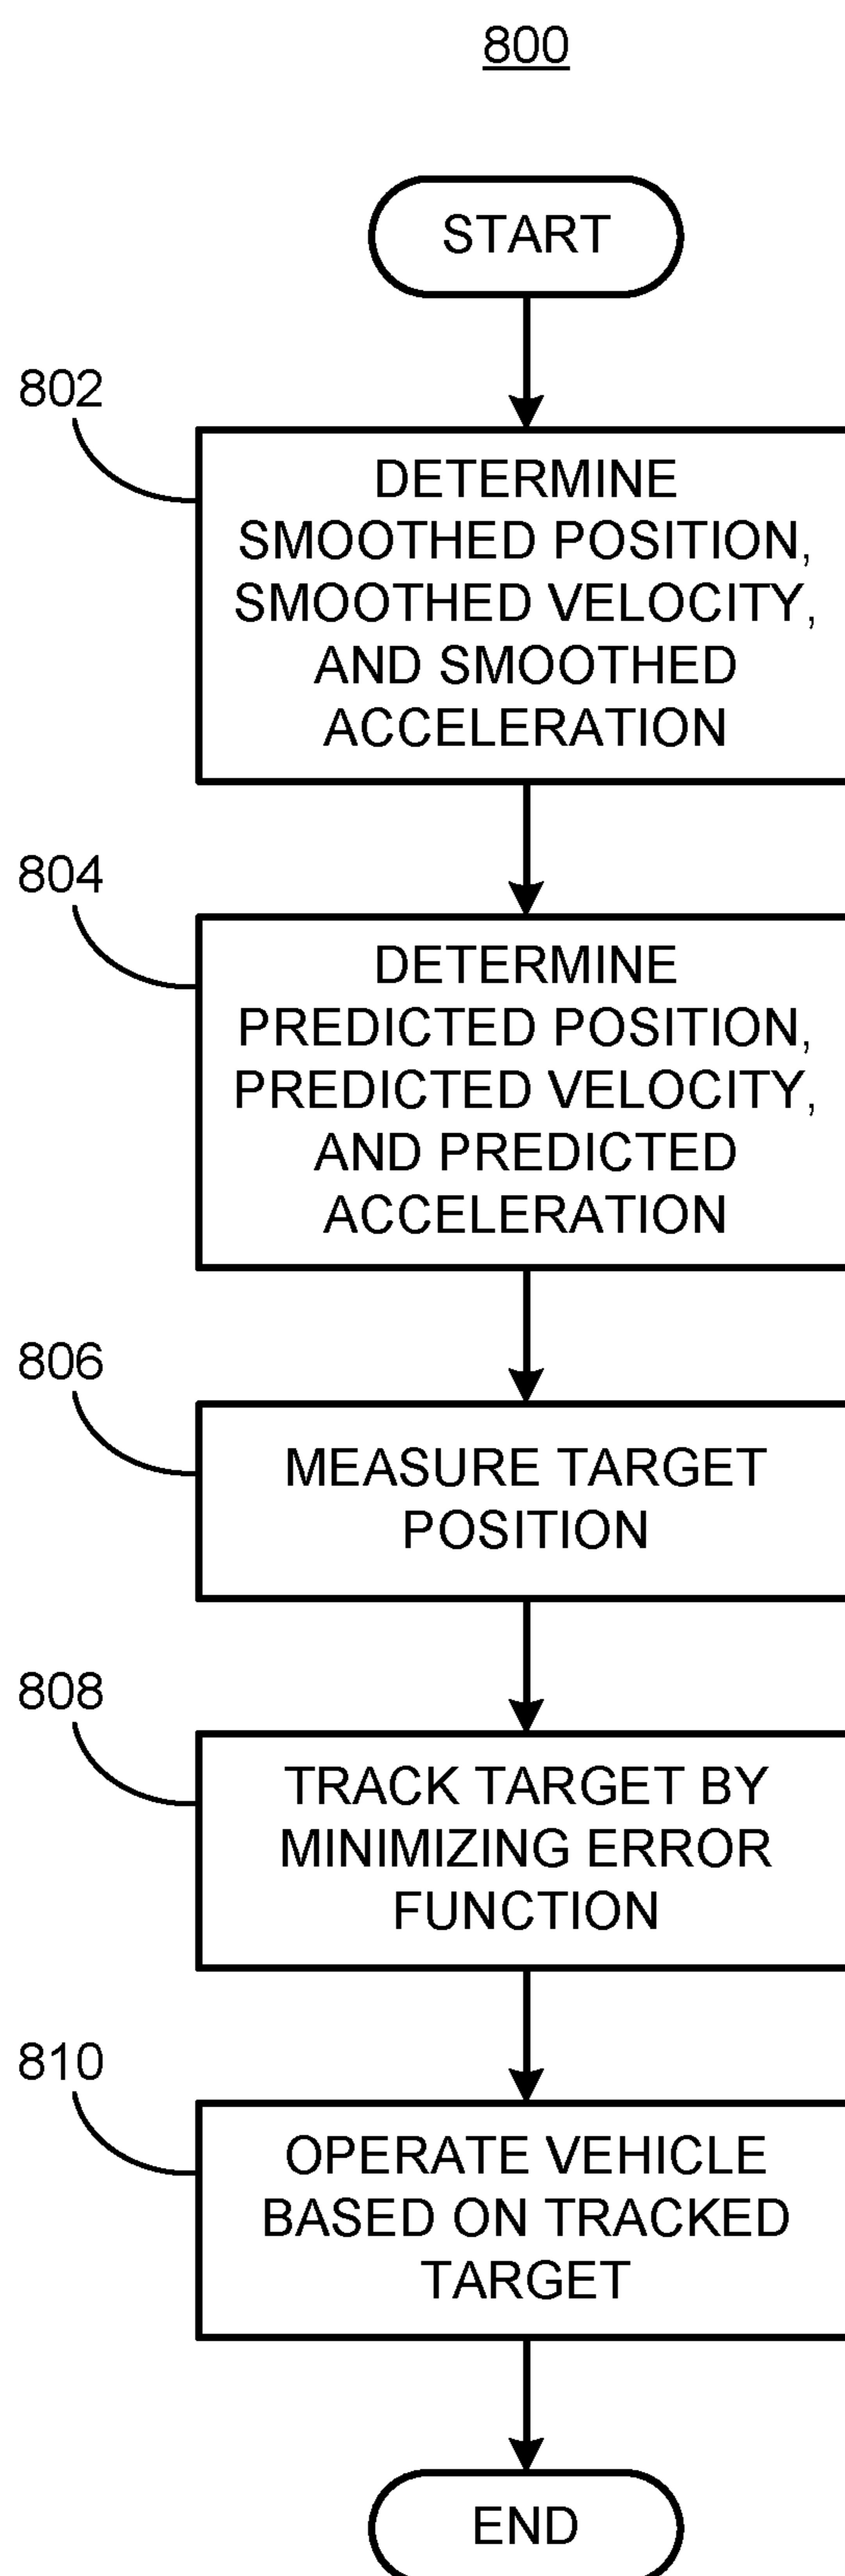 800
START
802
DETERMINE
SMOOTHED POSITION,
SMOOTHED VELOCITY,
AND SMOOTHED
ACCELERATION
804
DETERMINE
PREDICTED POSITION,
PREDICTED VELOCITY,
AND PREDICTED
ACCELERATION
806
MEASURE TARGET
POSITION
808
TRACK TARGET BY
MINIMIZING ERROR
FUNCTION
810
OPERATE VEHICLE
BASED ON TRACKED
TARGET
END